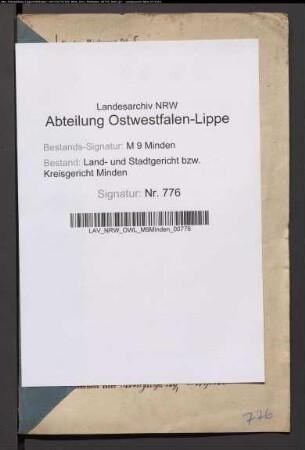 Landesarchiv NRW
Abteilung Ostwestfalen-Lippe
Bestands-Signatur: M 9 Minden
Bestand: Land- und Stadtgericht bzw.
Kreisgericht Minden
Signatur: Nr. 776
LAV_NRW_OWL_M9Minden_00776
776